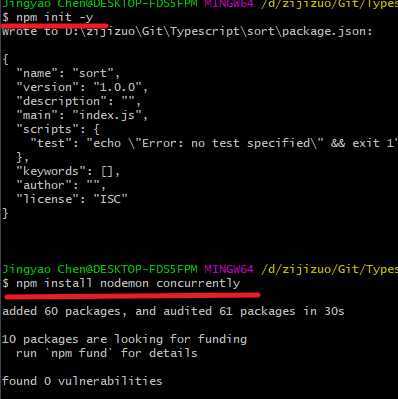 Jingyao Chen@DESKTOP-FDS5FPM MINGW64 /d/zijizuo/Git/Types
$ npm init -y
Wrote to D:\zijizuo\Git\Typescript\sort\package.json:
{
"name": "sort",
"version": "1.0.0",
"description": "",
"main": "index.js",
"scripts": {
"test": "echo \"Error: no test specified\" && exit 1"
},
"keywords": [],
"author": "",
"license": "ISC"
}
Jingyao Chen@DESKTOP-FDS5FPM MINGW64 /d/zijizuo/Git/Types
$ npm install nodemon concurrently
added 60 packages, and audited 61 packages in 30s
10 packages are looking for funding
run `npm fund` for details
found 0 vulnerabilities